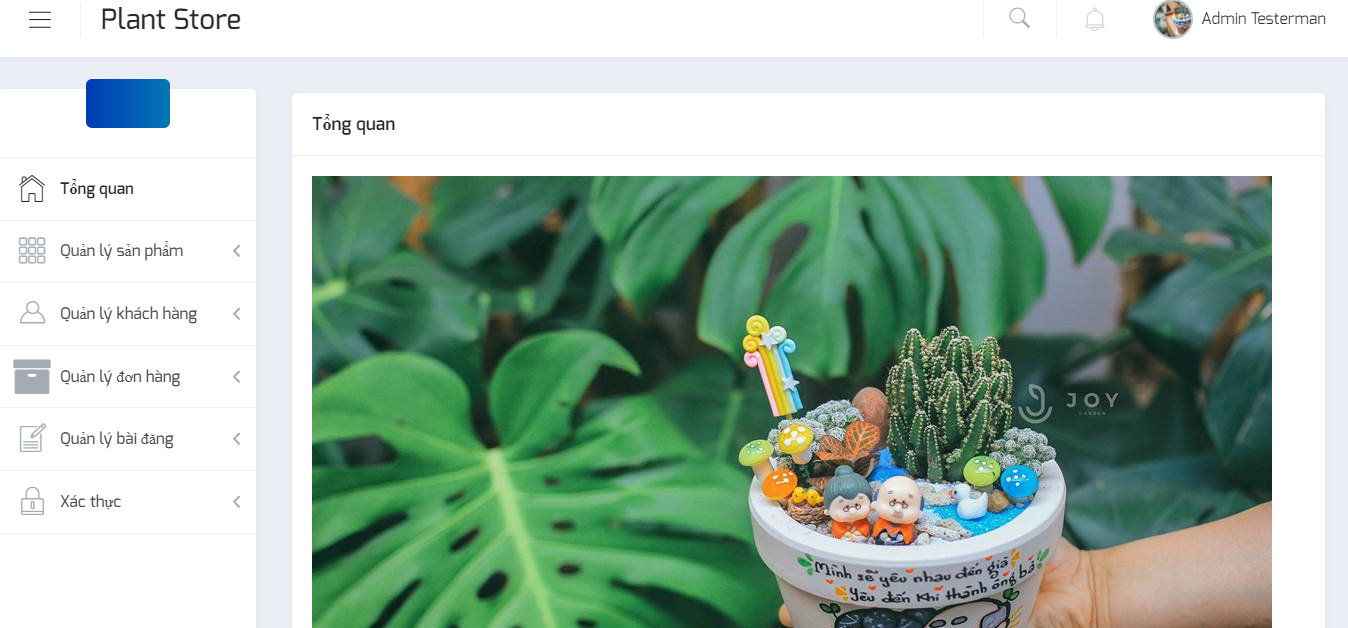 Plant Store
Admin Testerman
Tổng quan
Quản lý sản phẩm
Quản lý khách hàng
Quản lý đơn hàng
Quản lý bài đăng
Xác thực
Tổng quan
JOY
GARDEN
Mình sẽ yêu nhau đến già
Yêu đến khi thành ông bà